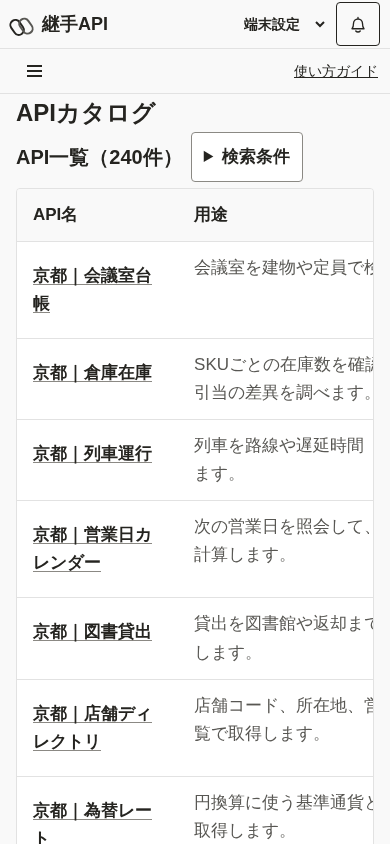 継手API
端末設定
使い方ガイド
APIカタログ
API一覧（240件）
▶ 検索条件
API名 用途
京都｜会議室台帳
会議室を建物や定員で検
京都｜倉庫在庫
SKUごとの在庫数を確認
引当の差異を調べます。
京都｜列車運行
列車を路線や遅延時間
ます。
京都｜営業日カレンダー
次の営業日を照会して、
計算します。
京都｜図書貸出
貸出を図書館や返却まで
します。
京都｜店舗ディレクトリ
店舗コード、所在地、営
覧で取得します。
京都｜為替レート
円換算に使う基準通貨と
取得します。